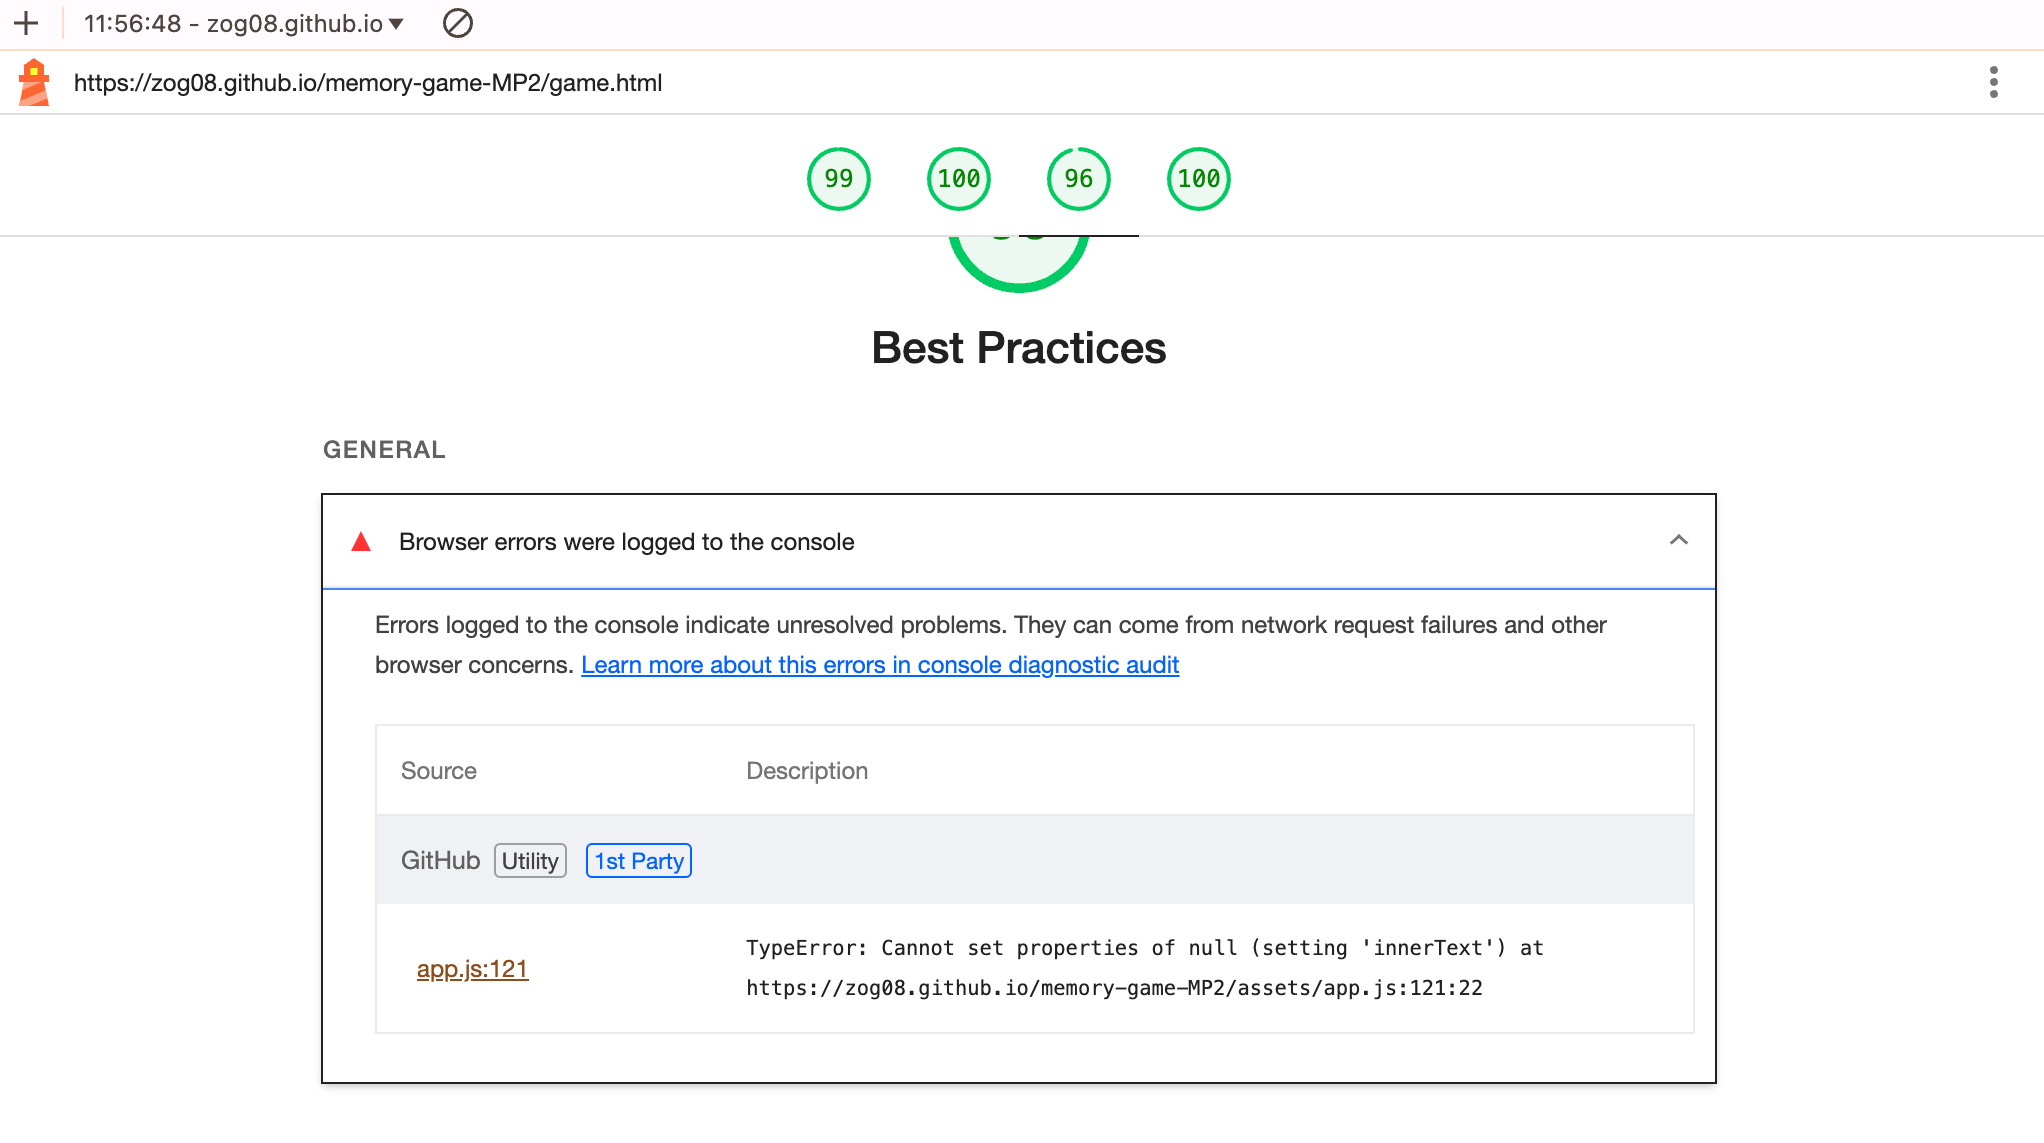 11:56:48 - zog08.github.io
https://zog08.github.io/memory-game-MP2/game.html
99 100 96 100
Best Practices
GENERAL
Browser errors were logged to the console
Errors logged to the console indicate unresolved problems. They can come from network request failures and other
browser concerns. Learn more about this errors in console diagnostic audit
Source Description
GitHub Utility 1st Party
app.js:121
TypeError: Cannot set properties of null (setting 'innerText') at
https://zog08.github.io/memory-game-MP2/assets/app.js:121:22